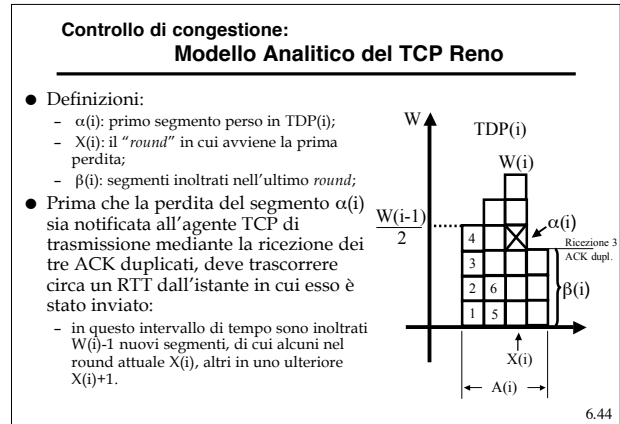 Controllo di congestione:
Modello Analitico del TCP Reno
● Definizioni:
– α(i): primo segmento perso in TDP(i);
– X(i): il "round" in cui avviene la prima
perdita;
– β(i): segmenti inoltrati nell'ultimo round;
● Prima che la perdita del segmento α(i)
sia notificata all'agente TCP di
trasmissione mediante la ricezione dei
tre ACK duplicati, deve trascorrere
circa un RTT dall'istante in cui esso è
stato inviato:
– in questo intervallo di tempo sono inoltrati
W(i)-1 nuovi segmenti, di cui alcuni nel
round attuale X(i), altri in uno ulteriore
X(i)+1.
W
TDP(i)
W(i)
W(i-1)
2
α(i)
Ricezione 3
ACK dupl.
4
3
2 6
1 5
β(i)
X(i)
A(i)
6.44